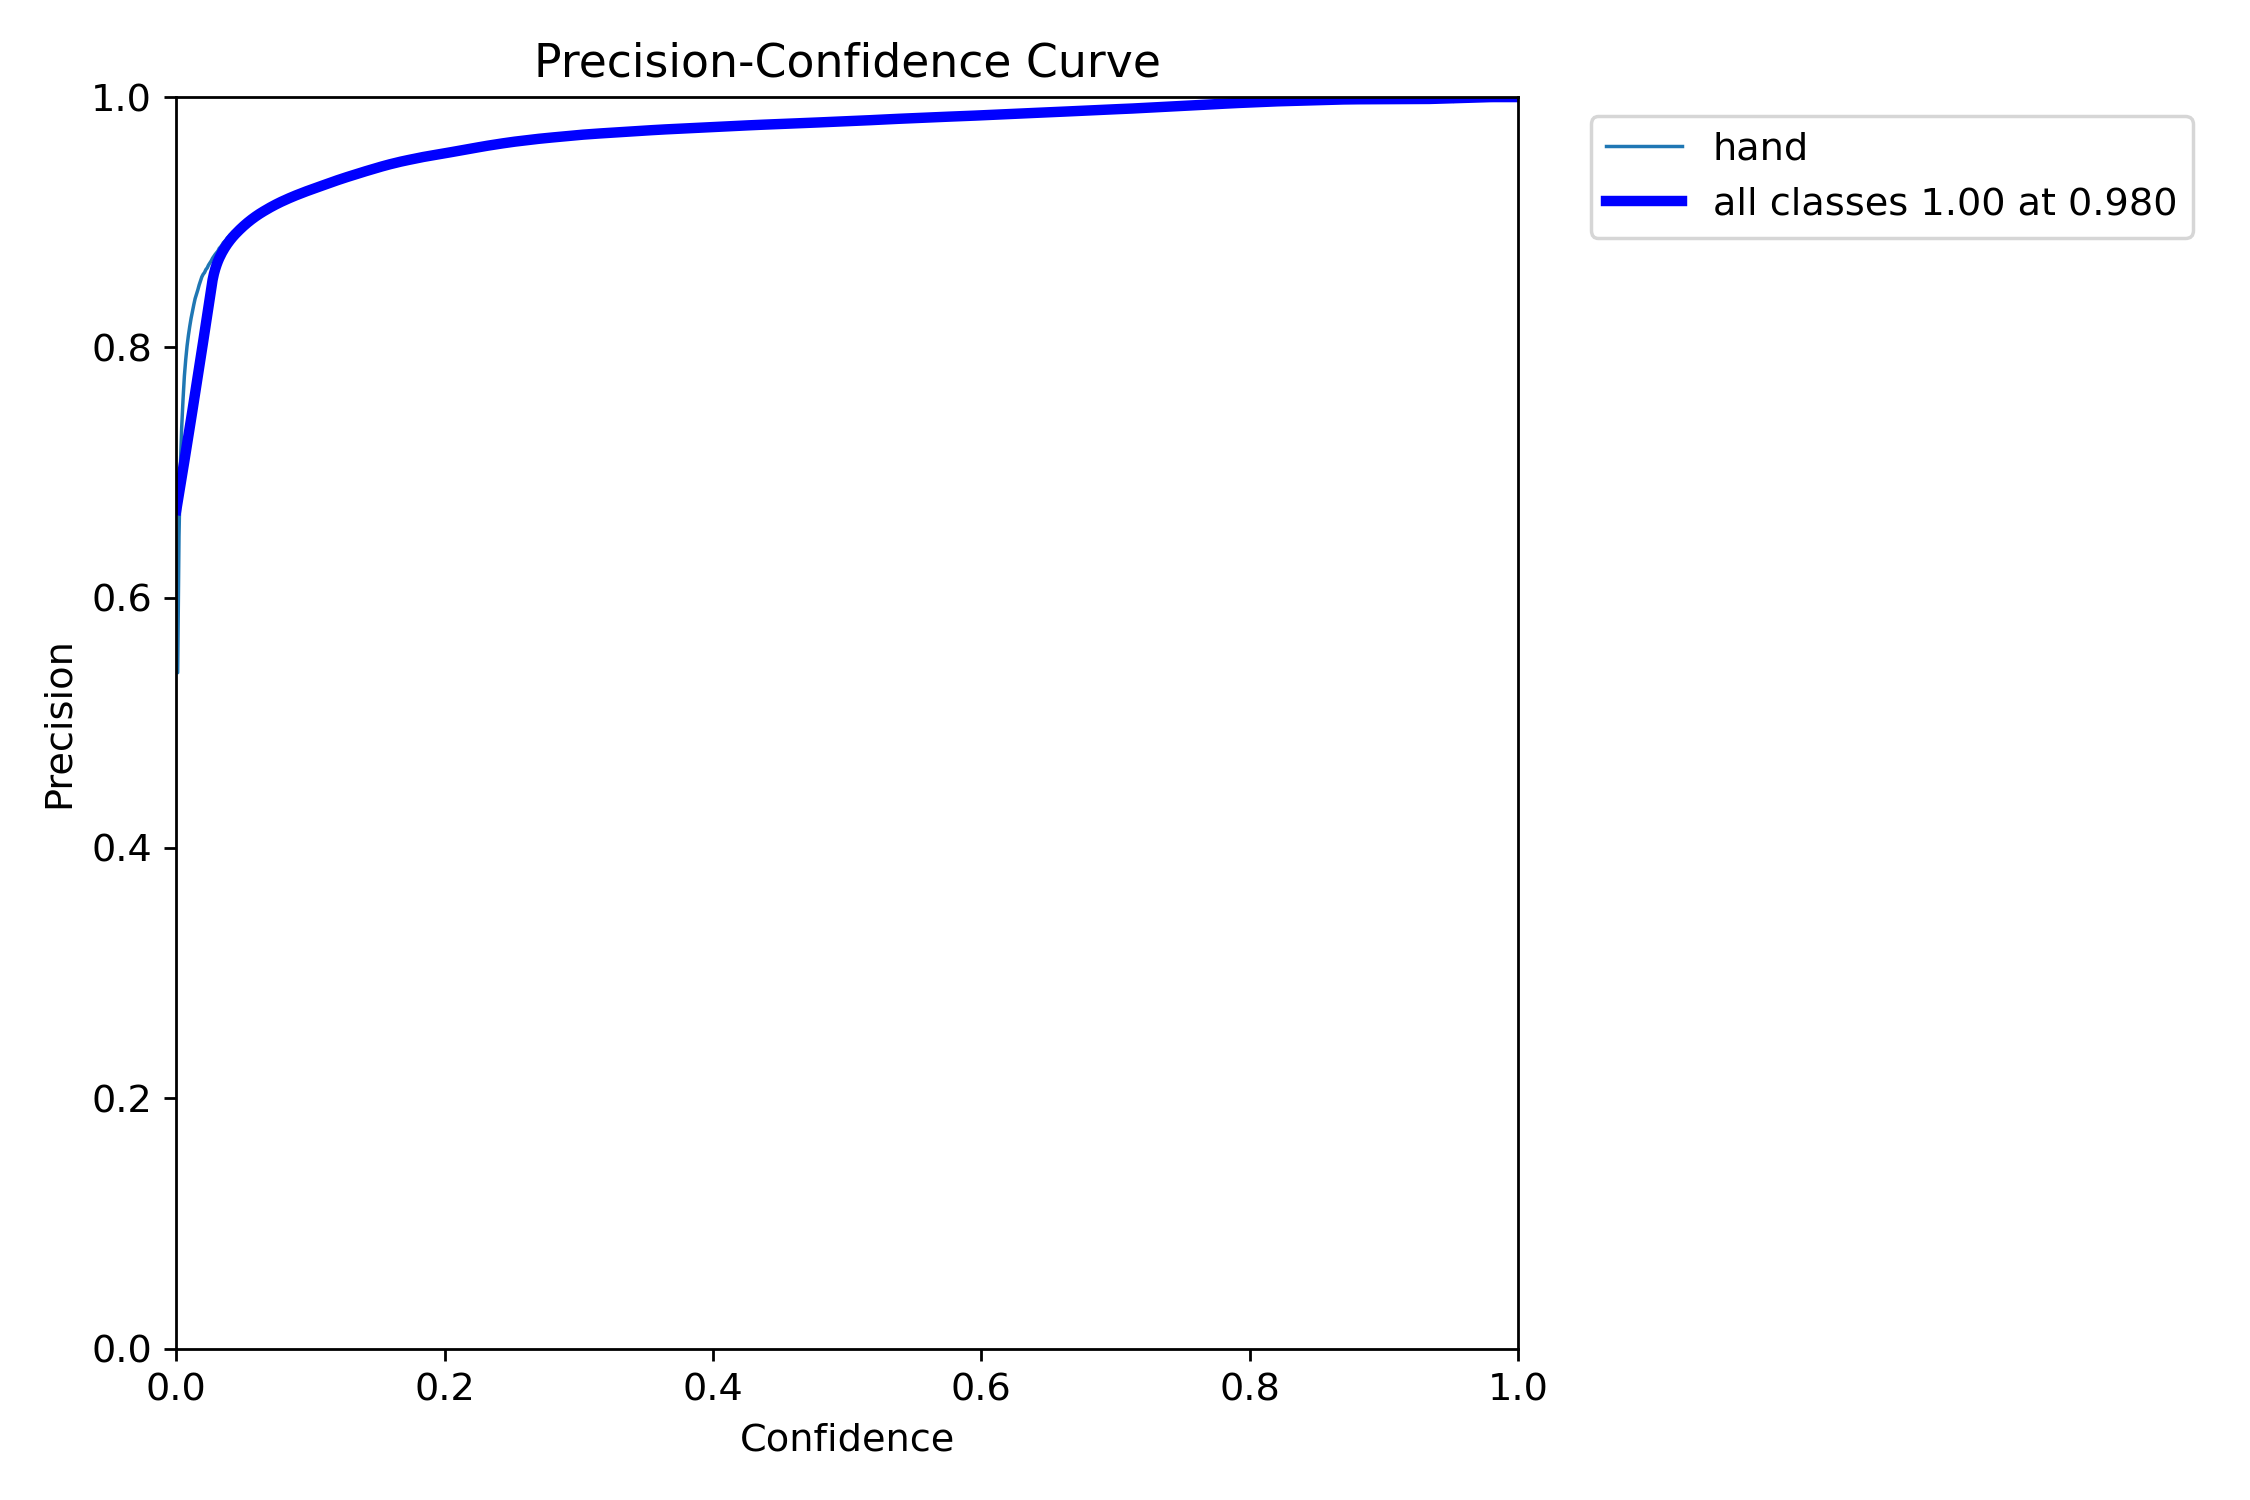 Precision-Confidence Curve
1.0
0.8
0.6
0.4
0.2
0.0
Precision
0.0 0.2 0.4 0.6 0.8 1.0
Confidence
hand
all classes 1.00 at 0.980